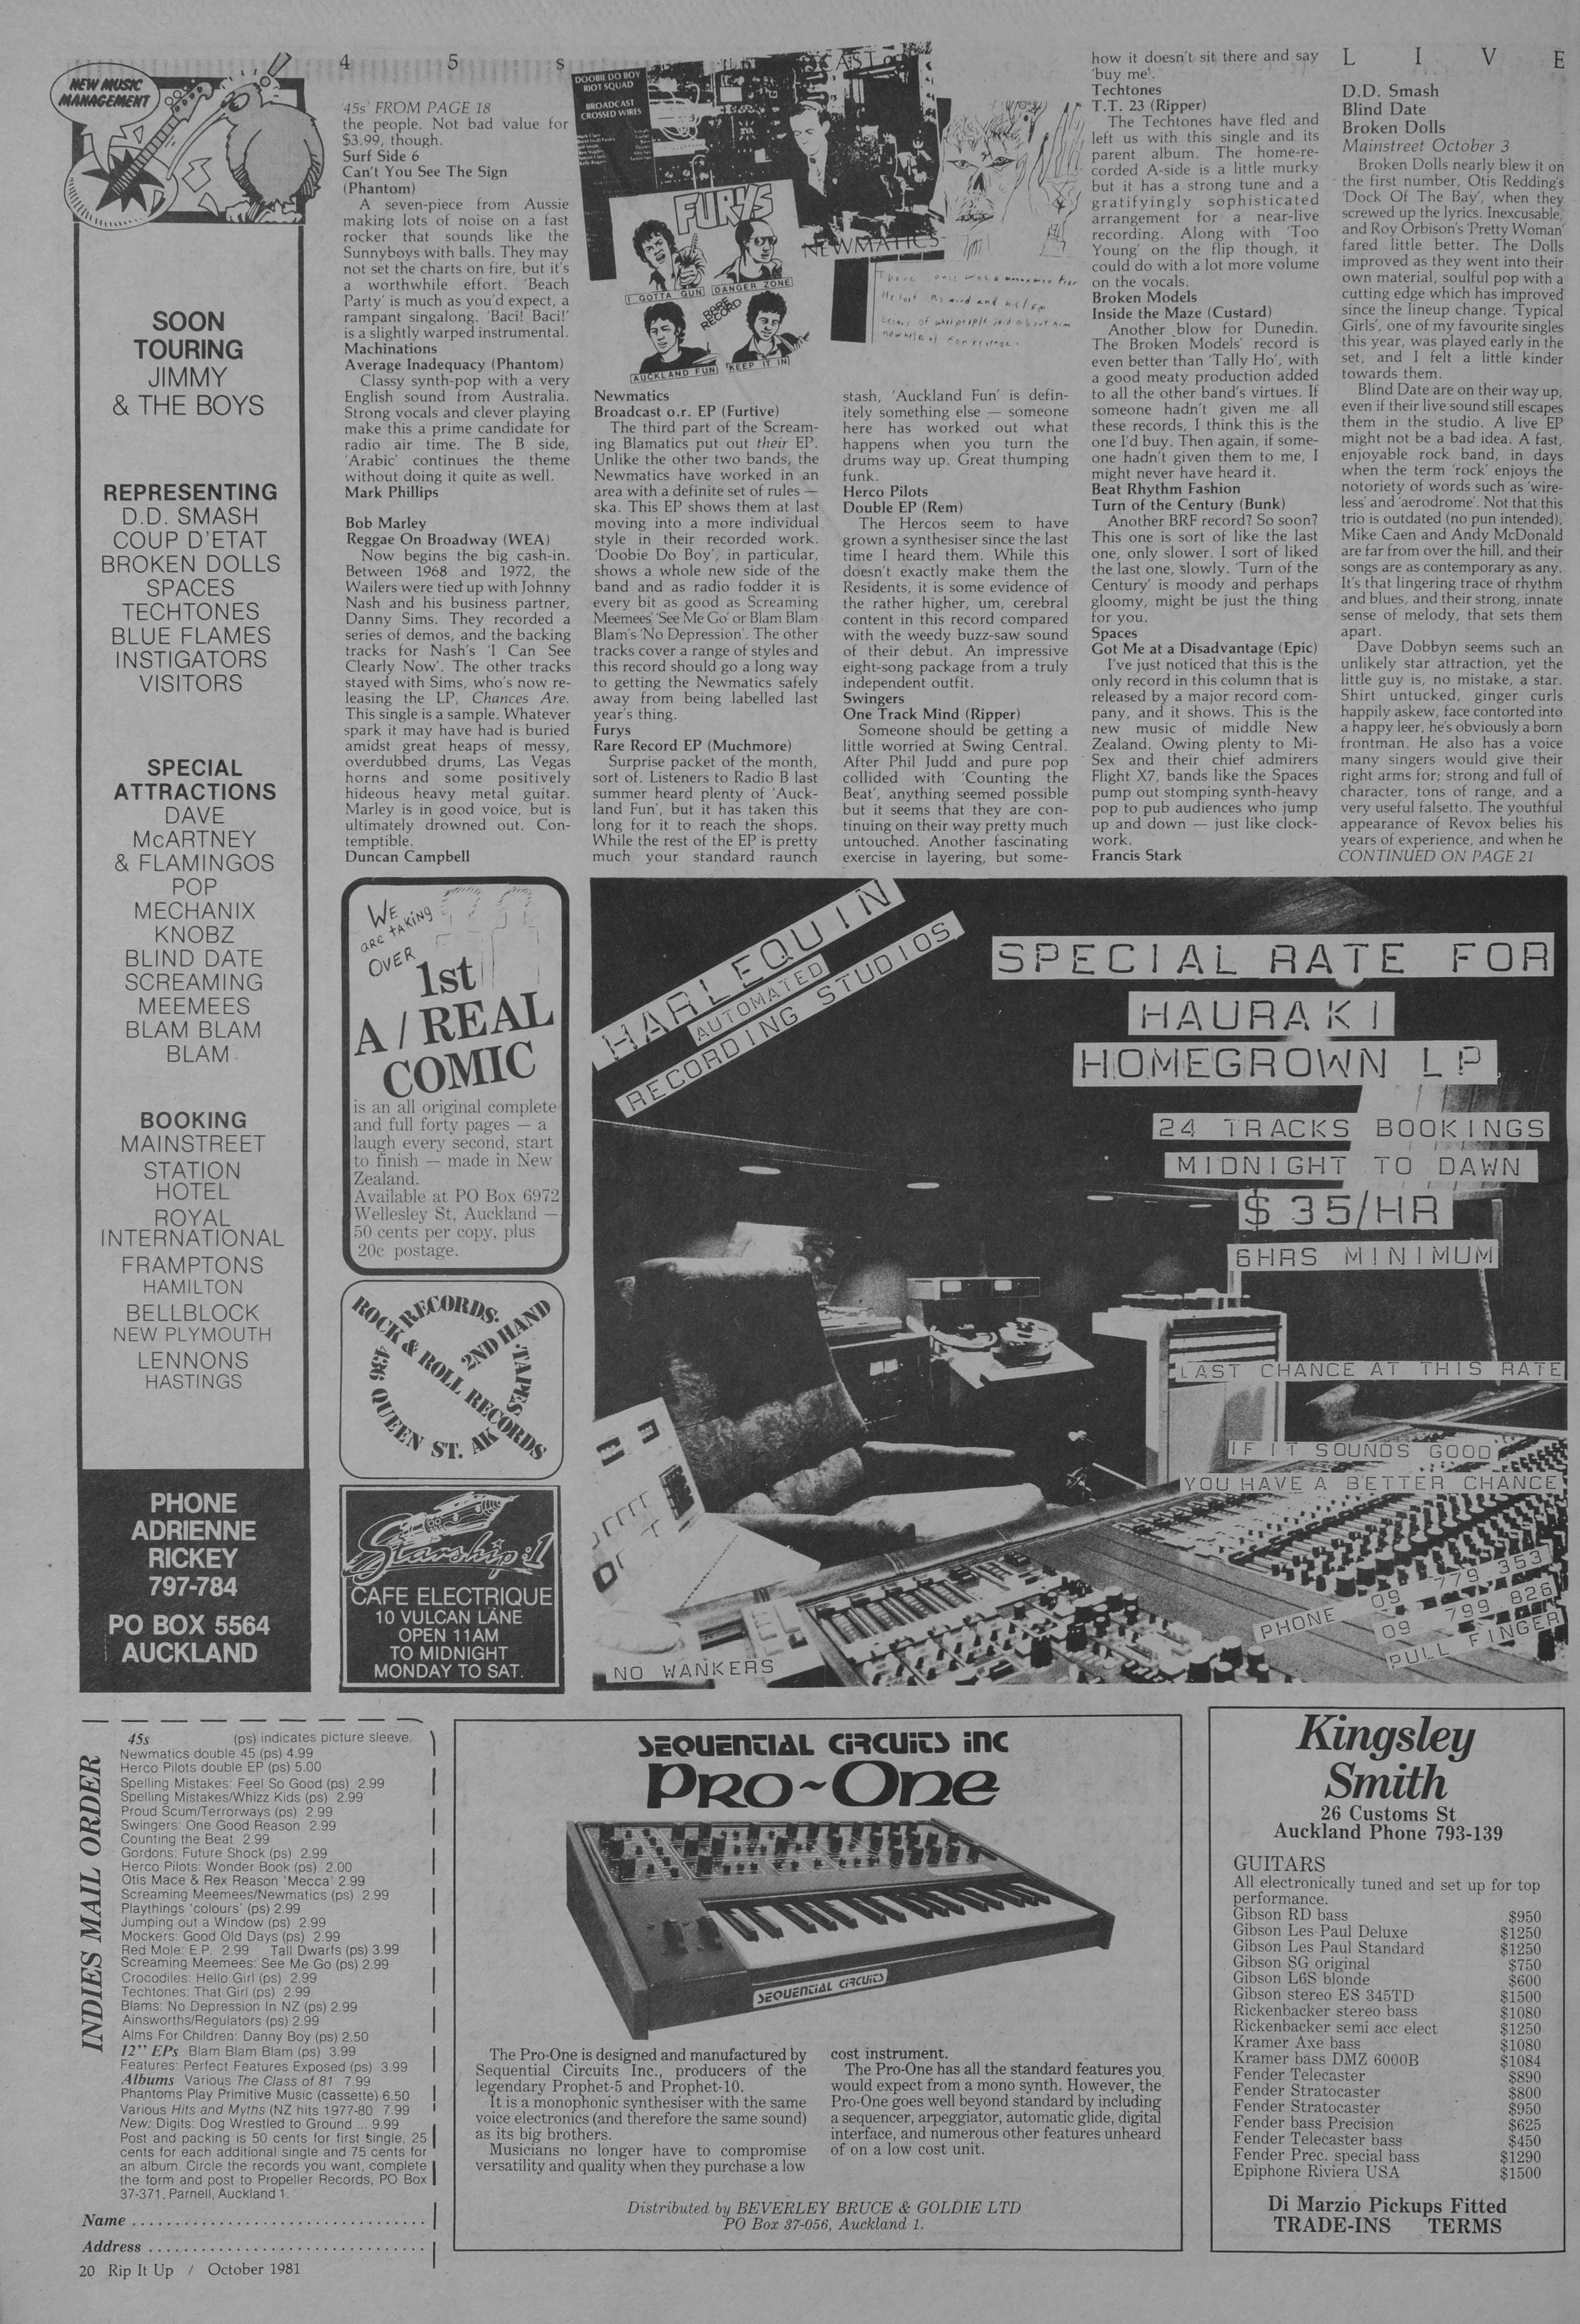 NEW MUSIC
MANAGEMENT
SOON
TOURING
JIMMY
& THE BOYS
REPRESENTING
D.D. SMASH
COUP D'ETAT
BROKEN DOLLS
SPACES
TECHTONES
BLUE FLAMES
INSTIGATORS
VISITORS
SPECIAL
ATTRACTIONS
DAVE
McARTNEY
& FLAMINGOS
POP
MECHANIX
KNOBZ
BLIND DATE
SCREAMING
MEEMEES
BLAM BLAM
BLAM
BOOKING
MAINSTREET
STATION
HOTEL
ROYAL
INTERNATIONAL
FRAMPTONS
HAMILTON
BELLBLOCK
NEW PLYMOUTH
LENNONS
HASTINGS
PHONE
ADRIENNE
RICKEY
797-784
PO BOX 5564
AUCKLAND
4 5 s
'45s' FROM PAGE 18
the people. Not bad value for
$3.99, though.
Surf Side 6
Can't You See The Sign
(Phantom)
A seven-piece from Aussie
making lots of noise on a fast
rocker that sounds like the
Sunnyboys with balls. They may
not set the charts on fire, but it's
a worthwhile effort. 'Beach
Party' is much as you'd expect, a
rampant singalong. 'Baci! Baci!'
is a slightly warped instrumental.
Machinations
Average Inadequacy (Phantom)
Classy synth-pop with a very
English sound from Australia.
Strong vocals and clever playing
make this a prime candidate for
radio air time. The B side,
'Arabic' continues the theme
without doing it quite as well.
Mark Phillips
Bob Marley
Reggae On Broadway (WEA)
Now begins the big cash-in.
Between 1968 and 1972, the
Wailers were tied up with Johnny
Nash and his business partner,
Danny Sims. They recorded a
series of demos, and the backing
tracks for Nash's 'I Can See
Clearly Now'. The other tracks
stayed with Sims, who's now re-
leasing the LP, Chances Are.
This single is a sample. Whatever
spark it may have had is buried
amidst great heaps of messy,
overdubbed drums, Las Vegas
horns and some positively
hideous heavy metal guitar.
Marley is in good voice, but is
ultimately drowned out. Con-
temptible.
Duncan Campbell
DOOBIE DO BOY
RIOT SQUAD
BROADCAST
CROSSED WIRES
NEWMATICS
FURYS
I GOTTA GUN
DANGER ZONE
RARE
RECORD
AUCKLAND FUN
KEEP IT IN
There once was a
He lost his mind and his life
because of what people said about him
Newmatics
Broadcast o.r. EP (Furtive)
The third part of the Scream-
ing Blamatics put out their EP.
Unlike the other two bands, the
Newmatics have worked in an
area with a definite set of rules —
ska. This EP shows them at last
moving into a more individual
style in their recorded work.
'Doobie Do Boy', in particular,
shows a whole new side of the
band and as radio fodder it is
every bit as good as Screaming
Meemees 'See Me Go' or Blam Blam
Blam's 'No Depression'. The other
tracks cover a range of styles and
this record should go a long way
to getting the Newmatics safely
away from being labelled last
year's thing.
Furys
Rare Record EP (Muchmore)
Surprise packet of the month,
sort of. Listeners to Radio B last
summer heard plenty of 'Auck-
land Fun', but it has taken this
long for it to reach the shops.
While the rest of the EP is pretty
much your standard raunch
stash, 'Auckland Fun' is defin-
itely something else — someone
here has worked out what
happens when you turn the
drums way up. Great thumping
funk.
Herco Pilots
Double EP (Rem)
The Hercos seem to have
grown a synthesiser since the last
time I heard them. While this
doesn't exactly make them the
Residents, it is some evidence of
the rather higher, um, cerebral
content in this record compared
with the weedy buzz-saw sound
of their debut. An impressive
eight-song package from a truly
independent outfit.
Swingers
One Track Mind (Ripper)
Someone should be getting a
little worried at Swing Central.
After Phil Judd and pure pop
collided with 'Counting the
Beat', anything seemed possible
but it seems that they are con-
tinuing on their way pretty much
untouched. Another fascinating
exercise in layering, but some-
how it doesn't sit there and say
'buy me'.
Techtones
T.T. 23 (Ripper)
The Techtones have fled and
left us with this single and its
parent album. The home-re-
corded A-side is a little murky
but it has a strong tune and a
gratifyingly sophisticated
arrangement for a near-live
recording. Along with 'Too
Young' on the flip though, it
could do with a lot more volume
on the vocals.
Broken Models
Inside the Maze (Custard)
Another blow for Dunedin.
The Broken Models' record is
even better than 'Tally Ho', with
a good meaty production added
to all the other band's virtues. If
someone hadn't given me all
these records, I think this is the
one I'd buy. Then again, if some-
one hadn't given them to me, I
might never have heard it.
Beat Rhythm Fashion
Turn of the Century (Bunk)
Another BRF record? So soon?
This one is sort of like the last
one, only slower. I sort of liked
the last one, slowly. 'Turn of the
Century' is moody and perhaps
gloomy, might be just the thing
for you.
Spaces
Got Me at a Disadvantage (Epic)
I've just noticed that this is the
only record in this column that is
released by a major record com-
pany, and it shows. This is the
new music of middle New
Zealand. Owing plenty to Mi-
Sex and their chief admirers
Flight X7, bands like the Spaces
pump out stomping synth-heavy
pop to pub audiences who jump
up and down — just like clock-
work.
Francis Stark
L I V E
D.D. Smash
Blind Date
Broken Dolls
Mainstreet October 3
Broken Dolls nearly blew it on
the first number, Otis Redding's
'Dock Of The Bay', when they
screwed up the lyrics. Inexcusable,
and Roy Orbison's 'Pretty Woman'
fared little better. The Dolls
improved as they went into their
own material, soulful pop with a
cutting edge which has improved
since the lineup change. 'Typical
Girls', one of my favourite singles
this year, was played early in the
set, and I felt a little kinder
towards them.
Blind Date are on their way up,
even if their live sound still escapes
them in the studio. A live EP
might not be a bad idea. A fast,
enjoyable rock band, in days
when the term 'rock' enjoys the
notoriety of words such as 'wire-
less' and 'aerodrome'. Not that this
trio is outdated (no pun intended).
Mike Caen and Andy McDonald
are far from over the hill, and their
songs are as contemporary as any.
It's that lingering trace of rhythm
and blues, and their strong, innate
sense of melody, that sets them
apart.
Dave Dobbyn seems such an
unlikely star attraction, yet the
little guy is, no mistake, a star.
Shirt untucked, ginger curls
happily askew, face contorted into
a happy leer, he's obviously a born
frontman. He also has a voice
many singers would give their
right arms for; strong and full of
character, tons of range, and a
very useful falsetto. The youthful
appearance of Revox belies his
years of experience, and when he
CONTINUED ON PAGE 21
WE
are taking
OVER
1st
A / REAL
COMIC
is an all original complete
and full forty pages — a
laugh every second, start
to finish — made in New
Zealand.
Available at PO Box 6972
Wellesley St, Auckland —
50 cents per copy, plus
20c postage.
RECORDS.
2ND HAND
TAPES.
ROCK & ROLL RECORDS
436 QUEEN ST. AK
Starship:1
CAFE ELECTRIQUE
10 VULCAN LANE
OPEN 11AM
TO MIDNIGHT
MONDAY TO SAT.
HARLEQUIN
AUTOMATED
RECORDING STUDIOS
SPECIAL RATE FOR
HAURAKI
HOMEGROWN LP
24 TRACKS BOOKINGS
MIDNIGHT TO DAWN
$35/HR
6HRS MINIMUM
LAST CHANCE AT THIS RATE
IF IT SOUNDS GOOD
YOU HAVE A BETTER CHANCE
PHONE 09 779 353
09 799 826
PULL FINGER
NO WANKERS
INDIES MAIL ORDER
45s (ps) indicates picture sleeve.
Newmatics double 45 (ps) 4.99
Herco Pilots double EP (ps) 5.00
Spelling Mistakes: Feel So Good (ps) 2.99
Spelling Mistakes/Whizz Kids (ps) 2.99
Proud Scum/Terrorways (ps) 2.99
Swingers: One Good Reason 2.99
Counting the Beat 2.99
Gordons: Future Shock (ps) 2.99
Herco Pilots: Wonder Book (ps) 2.00
Otis Mace & Rex Reason 'Mecca' 2.99
Screaming Meemees/Newmatics (ps) 2.99
Playthings 'colours' (ps) 2.99
Jumping out a Window (ps) 2.99
Mockers: Good Old Days (ps) 2.99
Red Mole: E.P. 2.99 Tall Dwarfs (ps) 3.99
Screaming Meemees: See Me Go (ps) 2.99
Crocodiles: Hello Girl (ps) 2.99
Techtones: That Girl (ps) 2.99
Blams: No Depression In NZ (ps) 2.99
Ainsworths/Regulators (ps) 2.99
Alms For Children: Danny Boy (ps) 2.50
12" EPs Blam Blam Blam (ps) 3.99
Features: Perfect Features Exposed (ps) 3.99
Albums Various The Class of 81 7.99
Phantoms Play Primitive Music (cassette) 6.50
Various Hits and Myths (NZ hits 1977-80 7.99
New: Digits: Dog Wrestled to Ground ... 9.99
Post and packing is 50 cents for first single, 25
cents for each additional single and 75 cents for
an album. Circle the records you want, complete
the form and post to Propeller Records, PO Box
37-371, Parnell, Auckland 1.
Name
Address
SEQUENTIAL CIRCUITS INC
PRO~ONE
SEQUENTIAL CIRCUITS
The Pro-One is designed and manufactured by
Sequential Circuits Inc., producers of the
legendary Prophet-5 and Prophet-10.
It is a monophonic synthesiser with the same
voice electronics (and therefore the same sound)
as its big brothers.
Musicians no longer have to compromise
versatility and quality when they purchase a low
cost instrument.
The Pro-One has all the standard features you
would expect from a mono synth. However, the
Pro-One goes well beyond standard by including
a sequencer, arpeggiator, automatic glide, digital
interface, and numerous other features unheard
of on a low cost unit.
Distributed by BEVERLEY BRUCE & GOLDIE LTD
PO Box 37-056, Auckland 1.
Kingsley
Smith
26 Customs St
Auckland Phone 793-139
GUITARS
All electronically tuned and set up for top
performance.
Gibson RD bass $950
Gibson Les Paul Deluxe $1250
Gibson Les Paul Standard $1250
Gibson SG original $750
Gibson L6S blonde $600
Gibson stereo ES 345TD $1500
Rickenbacker stereo bass $1080
Rickenbacker semi acc elect $1250
Kramer Axe bass $1080
Kramer bass DMZ 6000B $1084
Fender Telecaster $890
Fender Stratocaster $800
Fender Stratocaster $950
Fender bass Precision $625
Fender Telecaster bass $450
Fender Prec. special bass $1290
Epiphone Riviera USA $1500
Di Marzio Pickups Fitted
TRADE-INS TERMS
20 Rip It Up / October 1981